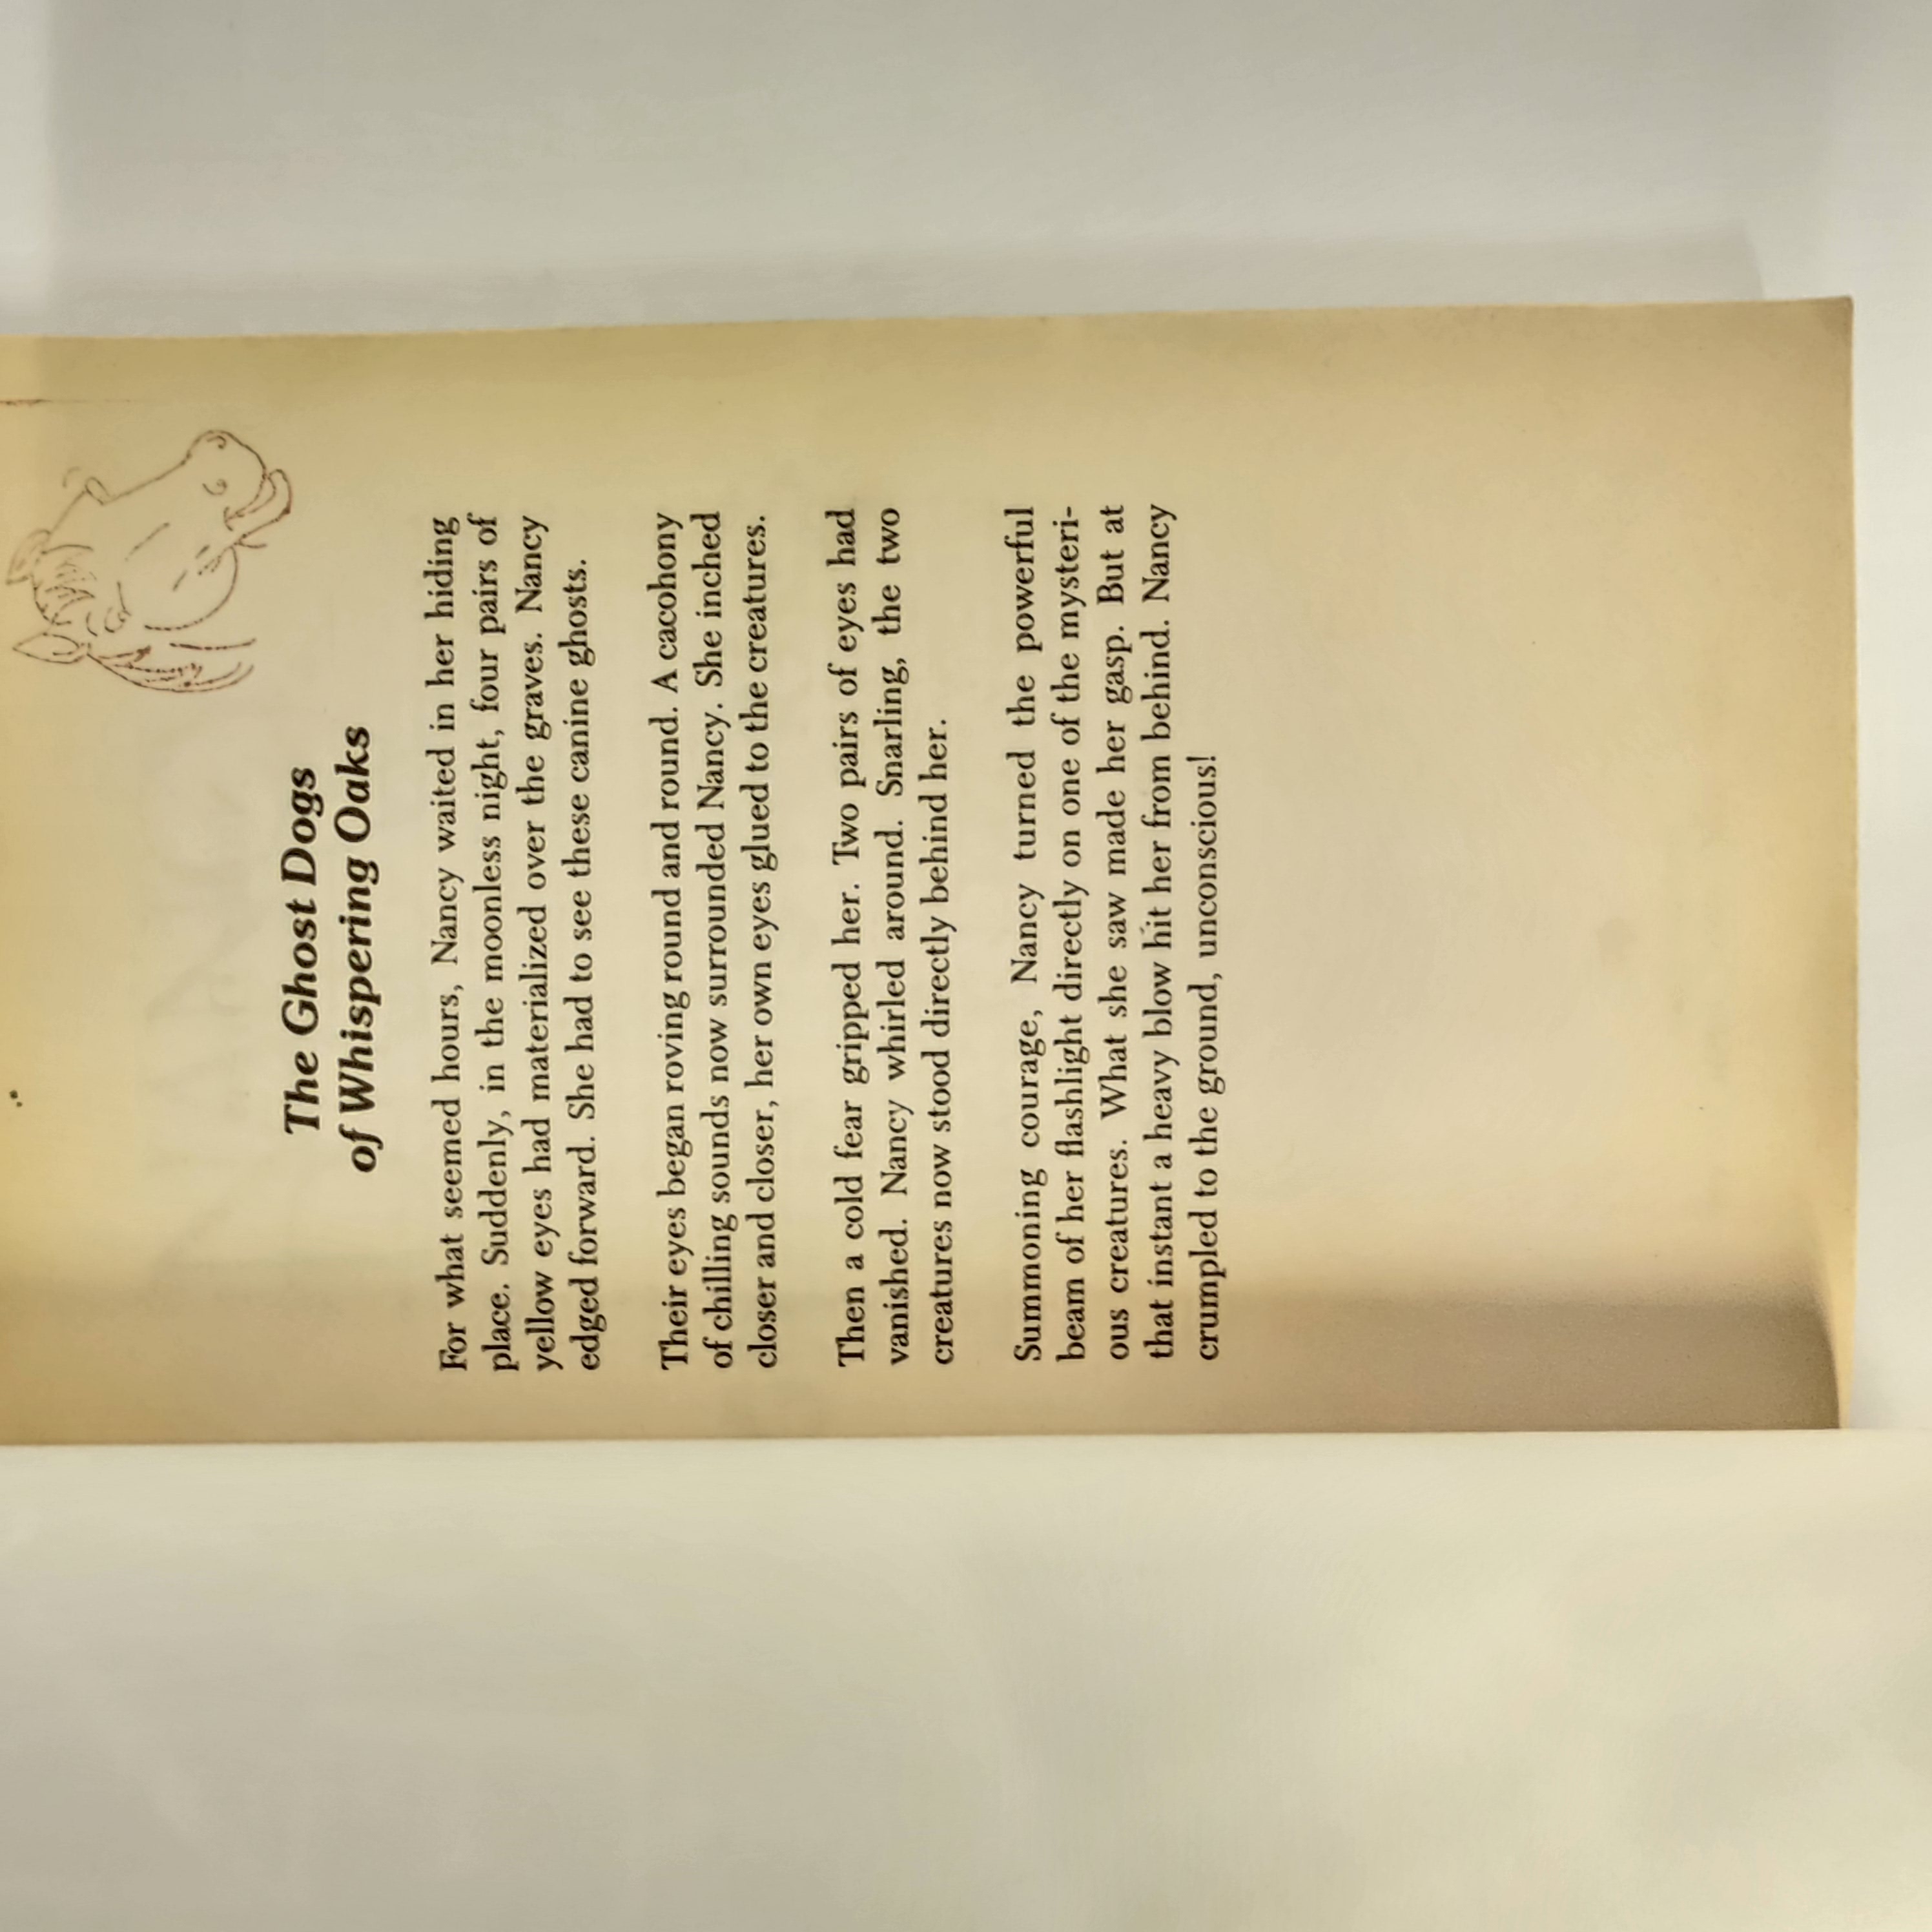 The Ghost Dogs
of Whispering Oaks
For what seemed hours, Nancy waited in her hiding
place. Suddenly, in the moonless night, four pairs of
yellow eyes had materialized over the graves. Nancy
edged forward. She had to see these canine ghosts.
Their eyes began roving round and round. A cacohony
of chilling sounds now surrounded Nancy. She inched
closer and closer, her own eyes glued to the creatures.
Then a cold fear gripped her. Two pairs of eyes had
vanished. Nancy whirled around. Snarling, the two
creatures now stood directly behind her.
Summoning courage, Nancy turned the powerful
beam of her flashlight directly on one of the mysteri-
ous creatures. What she saw made her gasp. But at
that instant a heavy blow hit her from behind. Nancy
crumpled to the ground, unconscious!